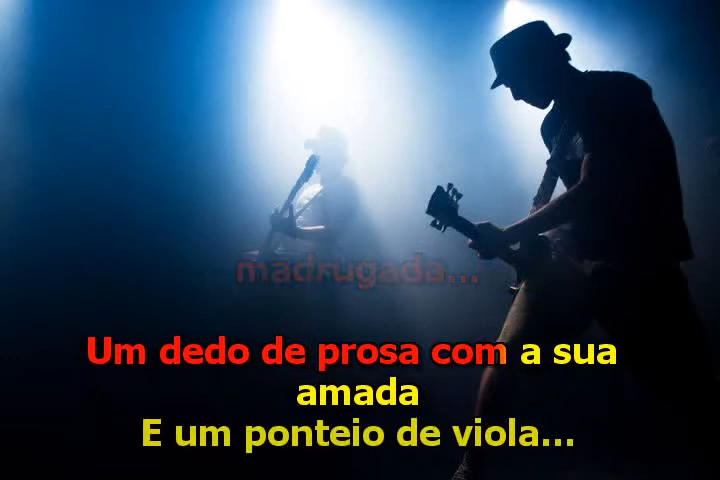 madrugada...
Um dedo de prosa com a sua
amada
E um ponteio de viola...